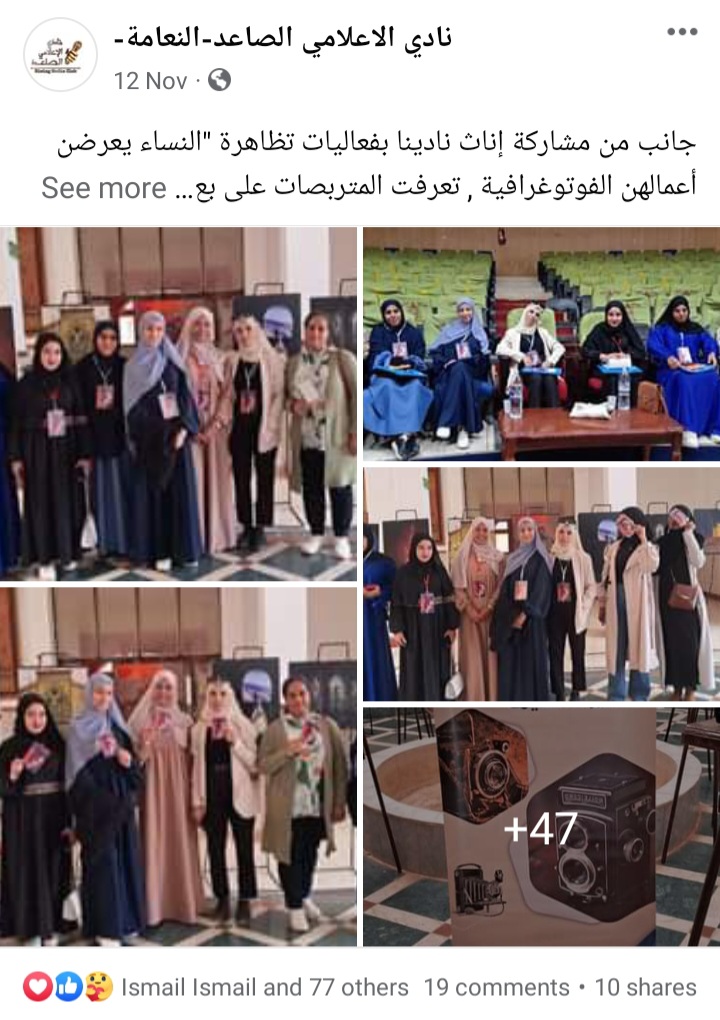 نادي الاعلامي الصاعد-النعامة-
12 Nov ·
جانب من مشاركة إناث نادينا بفعاليات تظاهرة "النساء يعرضن
أعمالهن الفوتوغرافية , تعرفت المتربصات على بع... See more
+47
Ismail Ismail and 77 others 19 comments • 10 shares